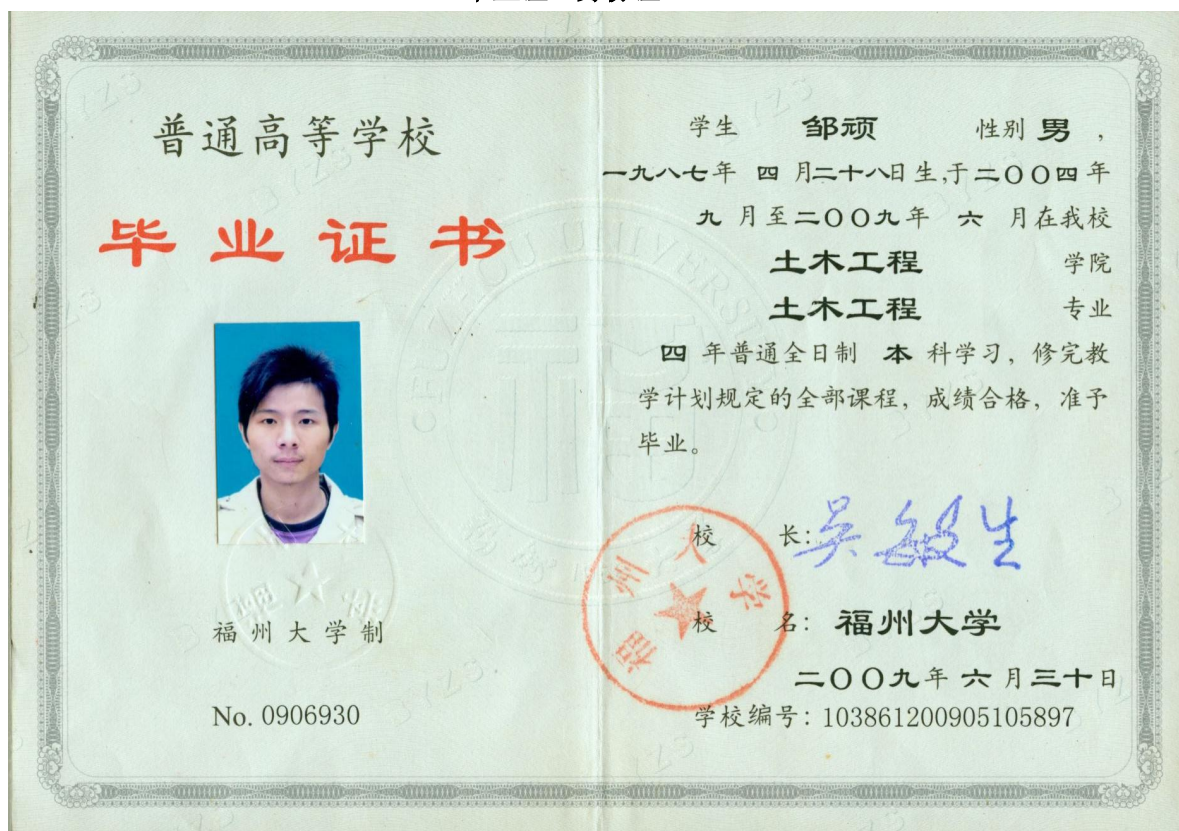 普通高等学校
毕业证书
福州大学制
No. 0906930
学生 邹顽 性别 男 ，
一九八七年 四 月二十八日生,于二〇〇四年
九 月至二〇〇九年 六 月在我校
土木工程 学院
土木工程 专业
四 年普通全日制 本 科学习，修完教
学计划规定的全部课程，成绩合格，准予
毕业。
校 长：吴敏生
校 名：福州大学
二〇〇九年 六 月三十日
学校编号：103861200905105897
福州大学